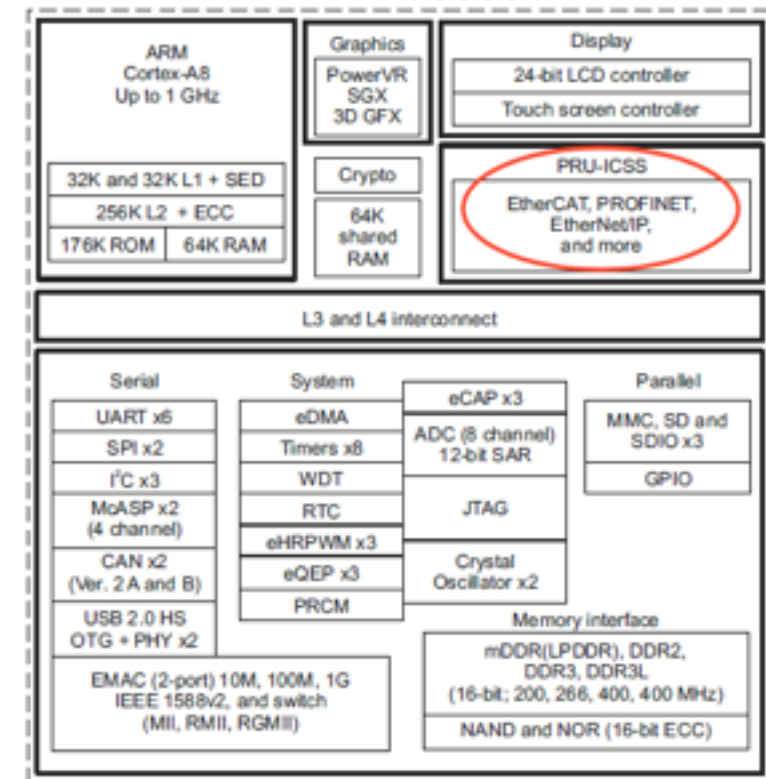 ARM
Cortex-A8
Up to 1 GHz
32K and 32K L1 + SED
256K L2 + ECC
176K ROM
64K RAM
Graphics
PowerVR
SGX
3D GFX
Crypto
64K
shared
RAM
Display
24-bit LCD controller
Touch screen controller
PRU-ICSS
EtherCAT, PROFINET,
EtherNet/IP,
and more
L3 and L4 interconnect
Serial
UART x6
SPI x2
I²C x3
McASP x2
(4 channel)
CAN x2
(Ver. 2 A and B)
USB 2.0 HS
OTG + PHY x2
EMAC (2-port) 10M, 100M, 1G
IEEE 1588v2, and switch
(MII, RMII, RGMII)
System
eDMA
Timers x8
WDT
RTC
eHRPWM x3
eQEP x3
PRCM
eCAP x3
ADC (8 channel)
12-bit SAR
JTAG
Crystal
Oscillator x2
Parallel
MMC, SD and
SDIO x3
GPIO
Memory interface
mDDR(LPDDR), DDR2,
DDR3, DDR3L
(16-bit; 200, 266, 400, 400 MHz)
NAND and NOR (16-bit ECC)